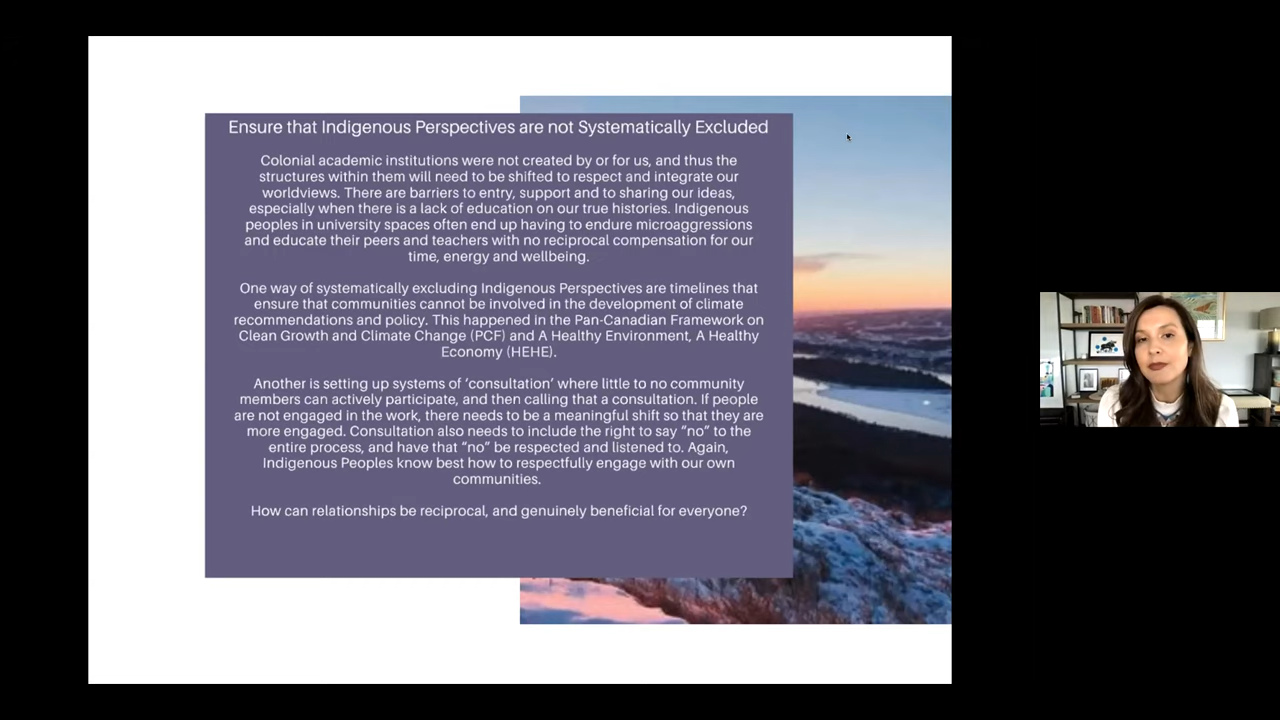 Ensure that Indigenous Perspectives are not Systematically Excluded
Colonial academic institutions were not created by or for us, and thus the
structures within them will need to be shifted to respect and integrate our
worldviews. There are barriers to entry, support and to sharing our ideas,
especially when there is a lack of education on our true histories. Indigenous
peoples in university spaces often end up having to endure microaggressions
and educate their peers and teachers with no reciprocal compensation for our
time, energy and wellbeing.
One way of systematically excluding Indigenous Perspectives are timelines that
ensure that communities cannot be involved in the development of climate
recommendations and policy. This happened in the Pan-Canadian Framework on
Clean Growth and Climate Change (PCF) and A Healthy Environment, A Healthy
Economy (HEHE).
Another is setting up systems of ‘consultation’ where little to no community
members can actively participate, and then calling that a consultation. If people
are not engaged in the work, there needs to be a meaningful shift so that they are
more engaged. Consultation also needs to include the right to say “no” to the
entire process, and have that “no” be respected and listened to. Again,
Indigenous Peoples know best how to respectfully engage with our own
communities.
How can relationships be reciprocal, and genuinely beneficial for everyone?